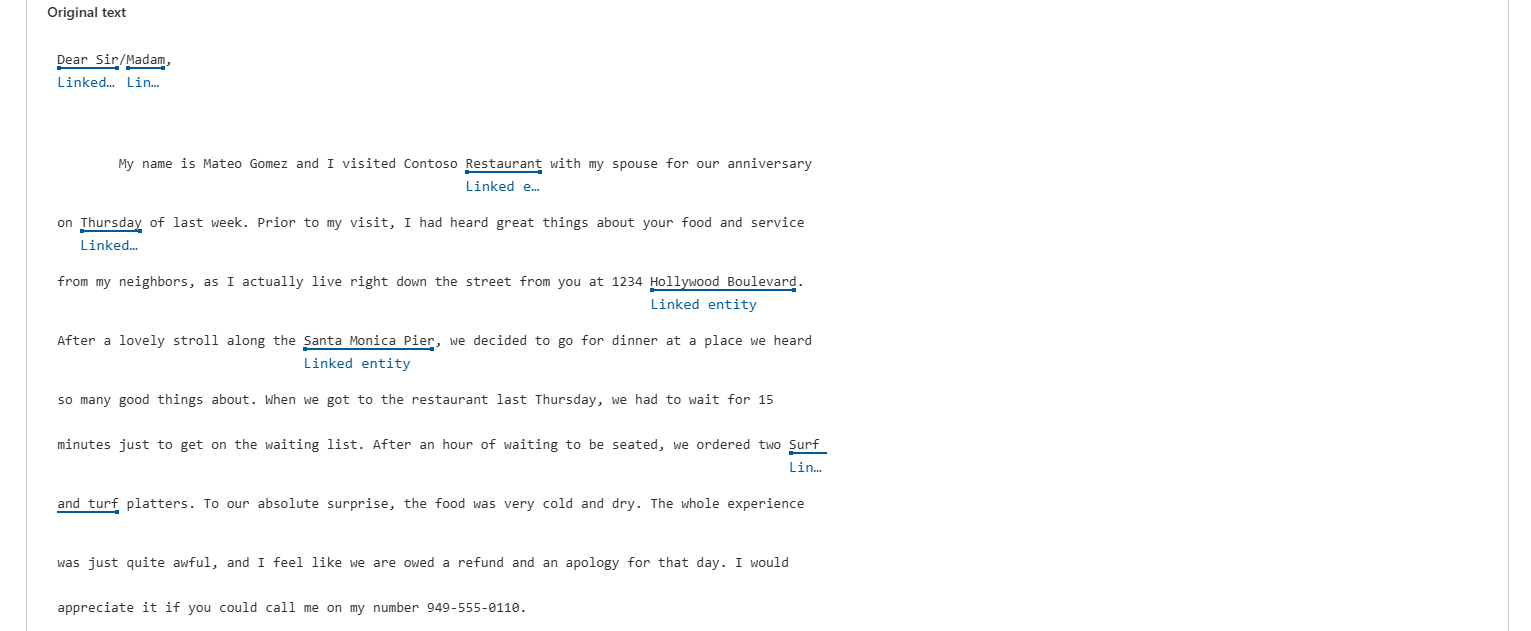 Original text
Dear Sir/Madam,
Linked… Lin…
My name is Mateo Gomez and I visited Contoso Restaurant with my spouse for our anniversary
Linked e…
on Thursday of last week. Prior to my visit, I had heard great things about your food and service
Linked…
from my neighbors, as I actually live right down the street from you at 1234 Hollywood Boulevard.
Linked entity
After a lovely stroll along the Santa Monica Pier, we decided to go for dinner at a place we heard
Linked entity
so many good things about. When we got to the restaurant last Thursday, we had to wait for 15
minutes just to get on the waiting list. After an hour of waiting to be seated, we ordered two Surf
Lin…
and turf platters. To our absolute surprise, the food was very cold and dry. The whole experience
was just quite awful, and I feel like we are owed a refund and an apology for that day. I would
appreciate it if you could call me on my number 949-555-0110.